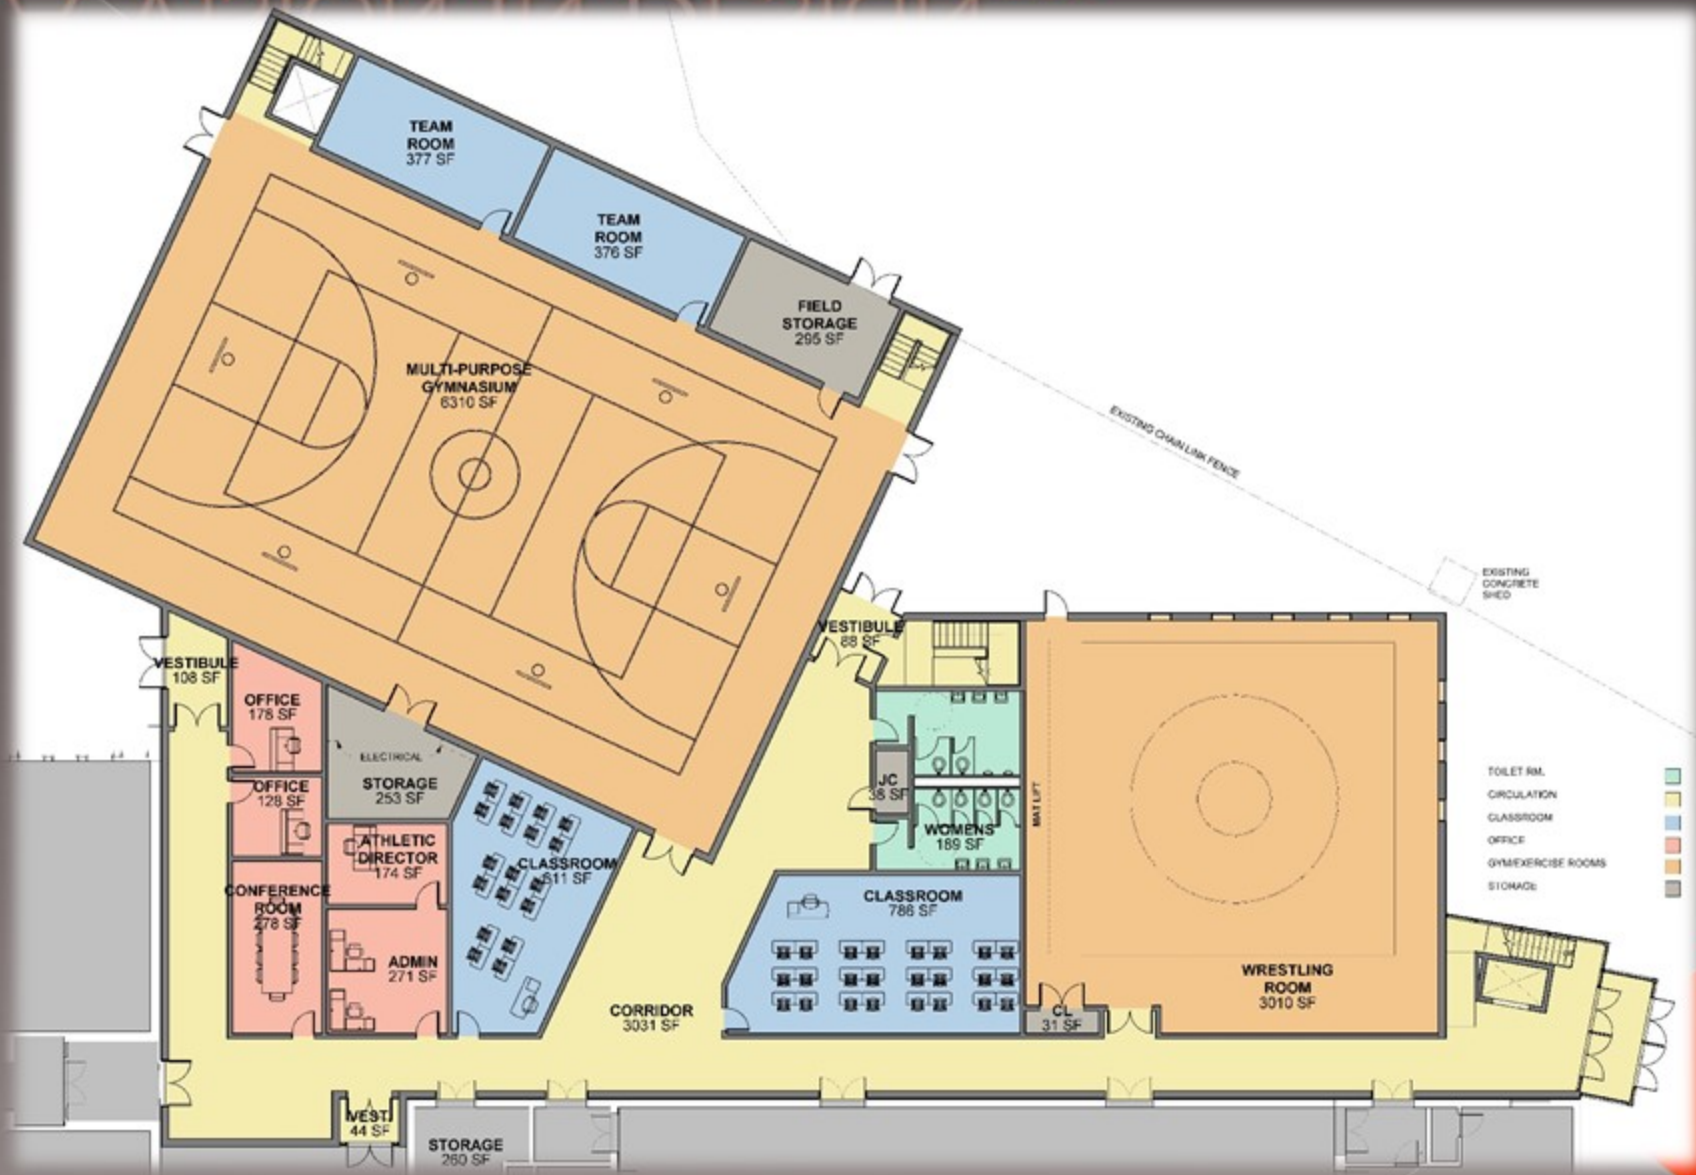 TEAM
ROOM
377 SF
TEAM
ROOM
376 SF
FIELD
STORAGE
295 SF
MULTI-PURPOSE
GYMNASIUM
6310 SF
EXISTING CHAIN LINK FENCE
EXISTING
CONCRETE
SHED
VESTIBULE
88 SF
VESTIBULE
108 SF
OFFICE
178 SF
ELECTRICAL
STORAGE
253 SF
OFFICE
128 SF
ATHLETIC
DIRECTOR
174 SF
CLASSROOM
611 SF
CONFERENCE
ROOM
278 SF
ADMIN
271 SF
JC
38 SF
WOMENS
189 SF
MAT LIFT
CLASSROOM
786 SF
CORRIDOR
3031 SF
CL
31 SF
WRESTLING
ROOM
3010 SF
TOILET RM.
CIRCULATION
CLASSROOM
OFFICE
GYM/EXERCISE ROOMS
STORAGE
VEST.
44 SF
STORAGE
260 SF